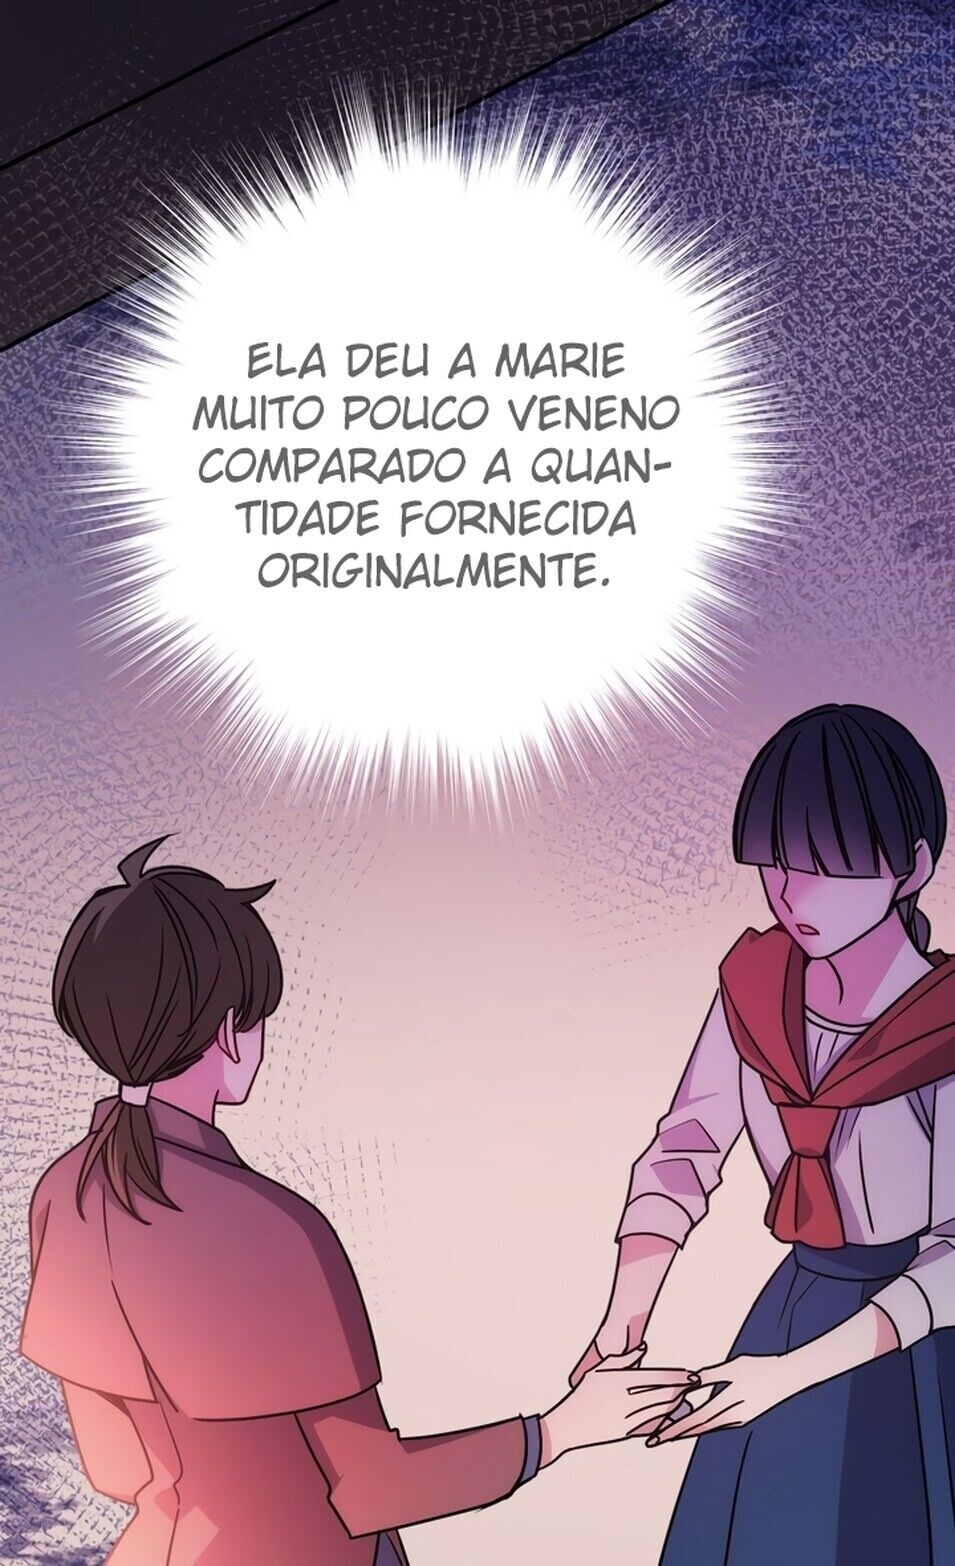 ELA DEU A MARIE
MUITO POUCO VENENO
COMPARADO A QUAN-
TIDADE FORNECIDA
ORIGINALMENTE.